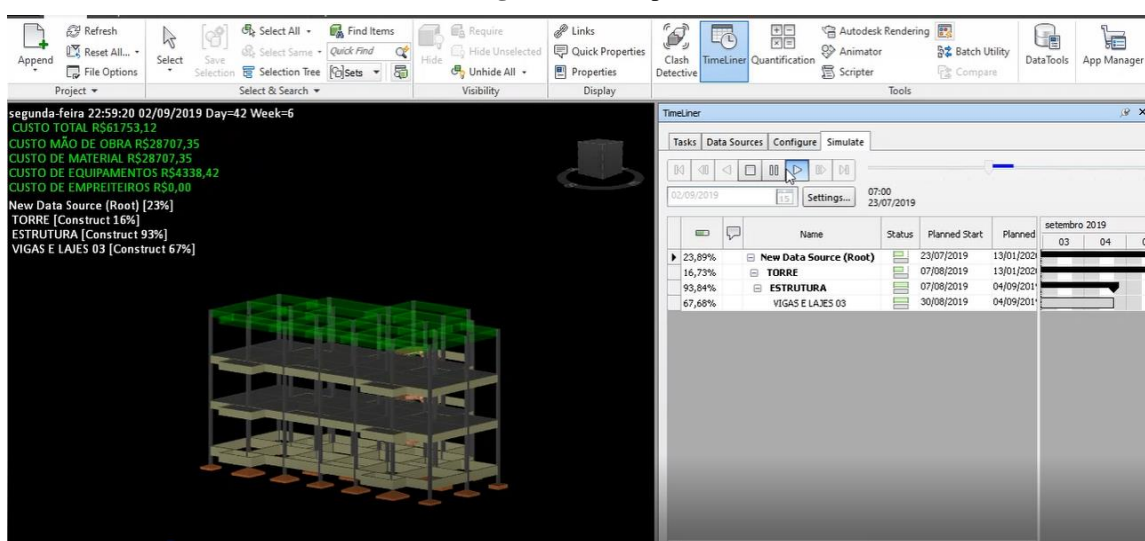 Refresh
Reset All...
File Options
Append
Project
Select
Save Selection
Select All
Select Same
Selection Tree
Find Items
Quick Find
Sets
Select & Search
Hide
Require
Hide Unselected
Unhide All
Visibility
Links
Quick Properties
Properties
Display
Clash Detective
TimeLiner
Quantification
Autodesk Rendering
Animator
Scripter
Batch Utility
Compare
Tools
DataTools
App Manager
segunda-feira 22:59:20 02/09/2019 Day=42 Week=6
CUSTO TOTAL R$61753,12
CUSTO MÃO DE OBRA R$28707,35
CUSTO DE MATERIAL R$28707,35
CUSTO DE EQUIPAMENTOS R$4338,42
CUSTO DE EMPREITEIROS R$0,00
New Data Source (Root) [23%]
TORRE [Construct 16%]
ESTRUTURA [Construct 93%]
VIGAS E LAJES 03 [Construct 67%]
TimeLiner
Tasks Data Sources Configure Simulate
02/09/2019 15 Settings... 07:00
23/07/2019
Name Status Planned Start Planned setembro 2019
03 04
23,89% New Data Source (Root) 23/07/2019 13/01/202
16,73% TORRE 07/08/2019 13/01/202
93,84% ESTRUTURA 07/08/2019 04/09/201
67,68% VIGAS E LAJES 03 30/08/2019 04/09/201